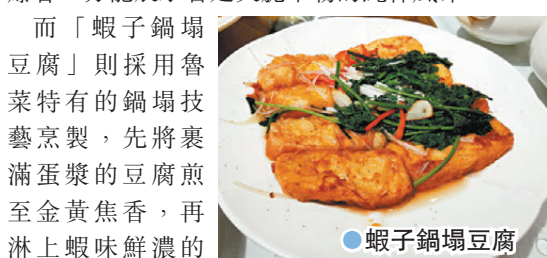 而「蝦子鍋塌
豆腐」則採用魯
菜特有的鍋塌技
藝烹製，先將裹
滿蛋漿的豆腐煎
至金黃焦香，再
淋上蝦味鮮濃的
●蝦子鍋塌豆腐